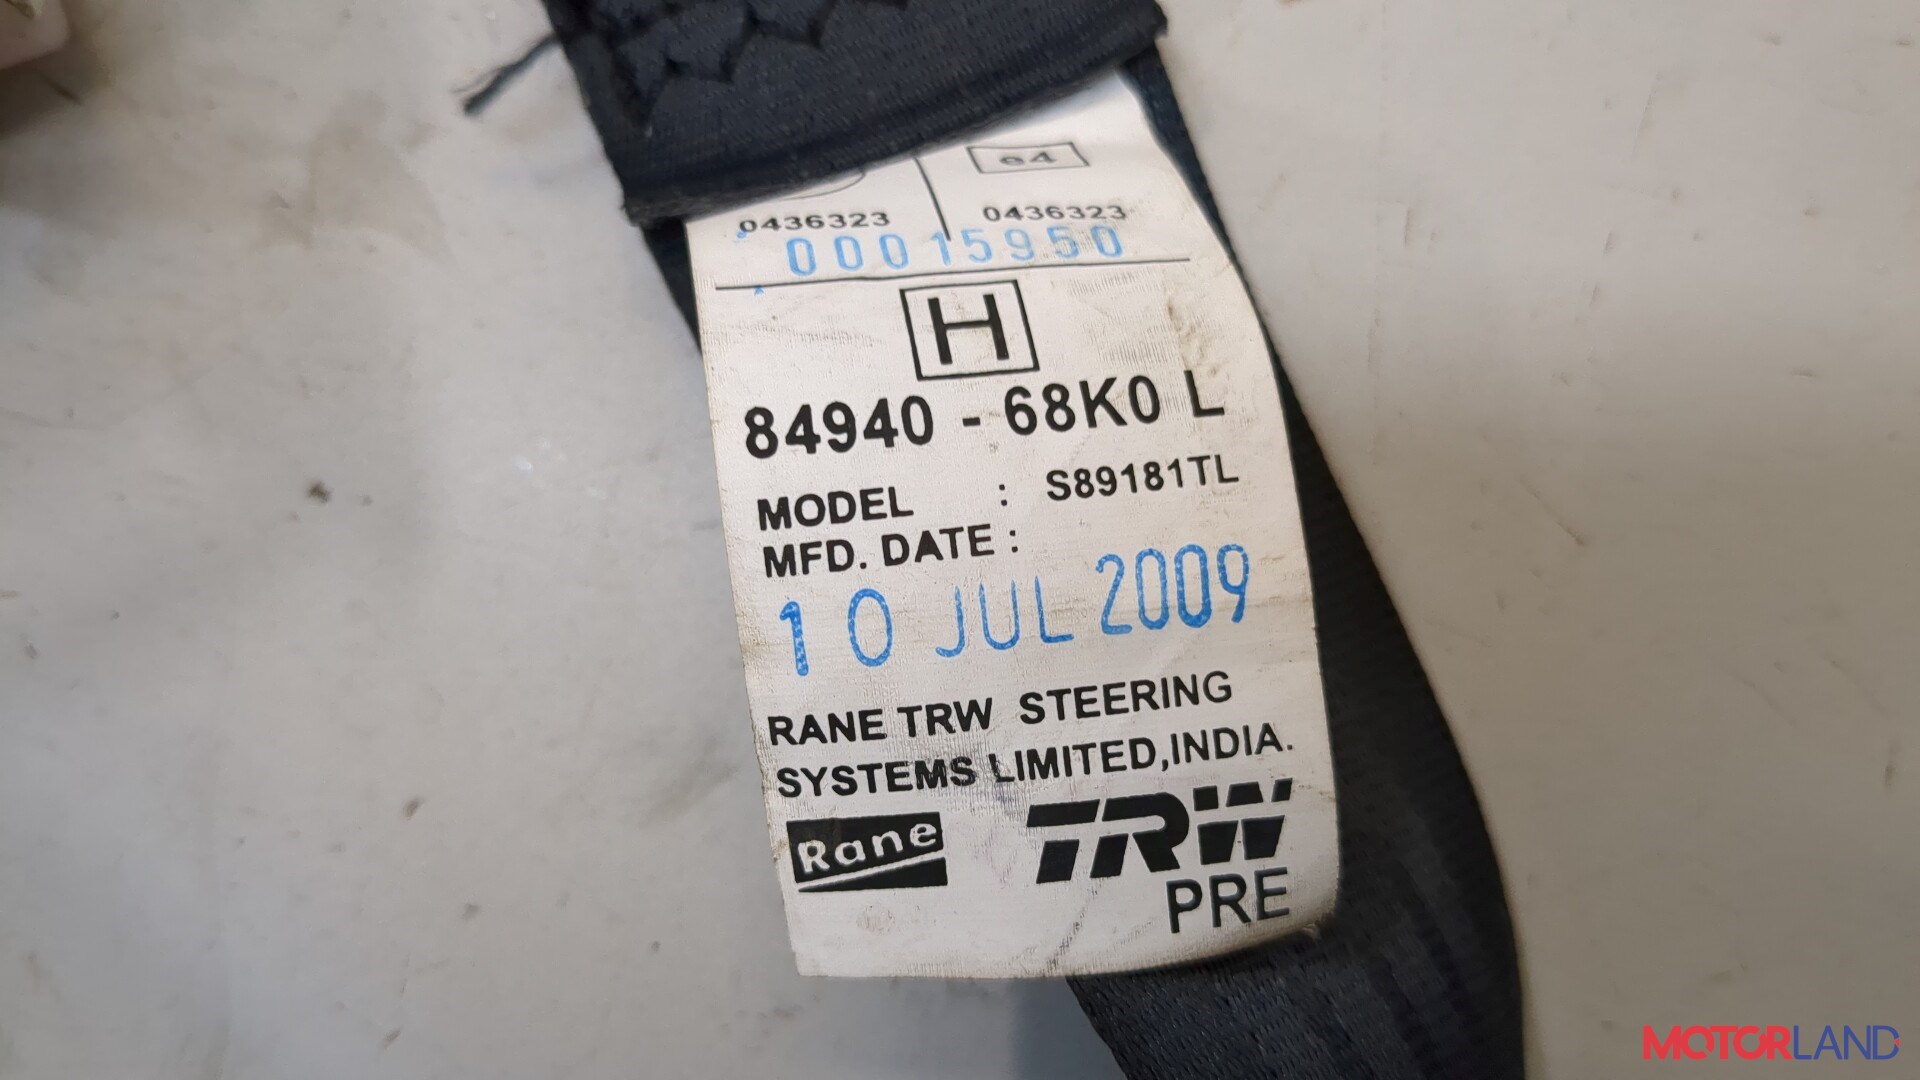 e4
0436323 0436323
00015950
H
84940 - 68K0 L
MODEL : S89181TL
MFD. DATE :
10 JUL 2009
RANE TRW STEERING
SYSTEMS LIMITED,INDIA.
Rane TRW
PRE
MOTORLAND